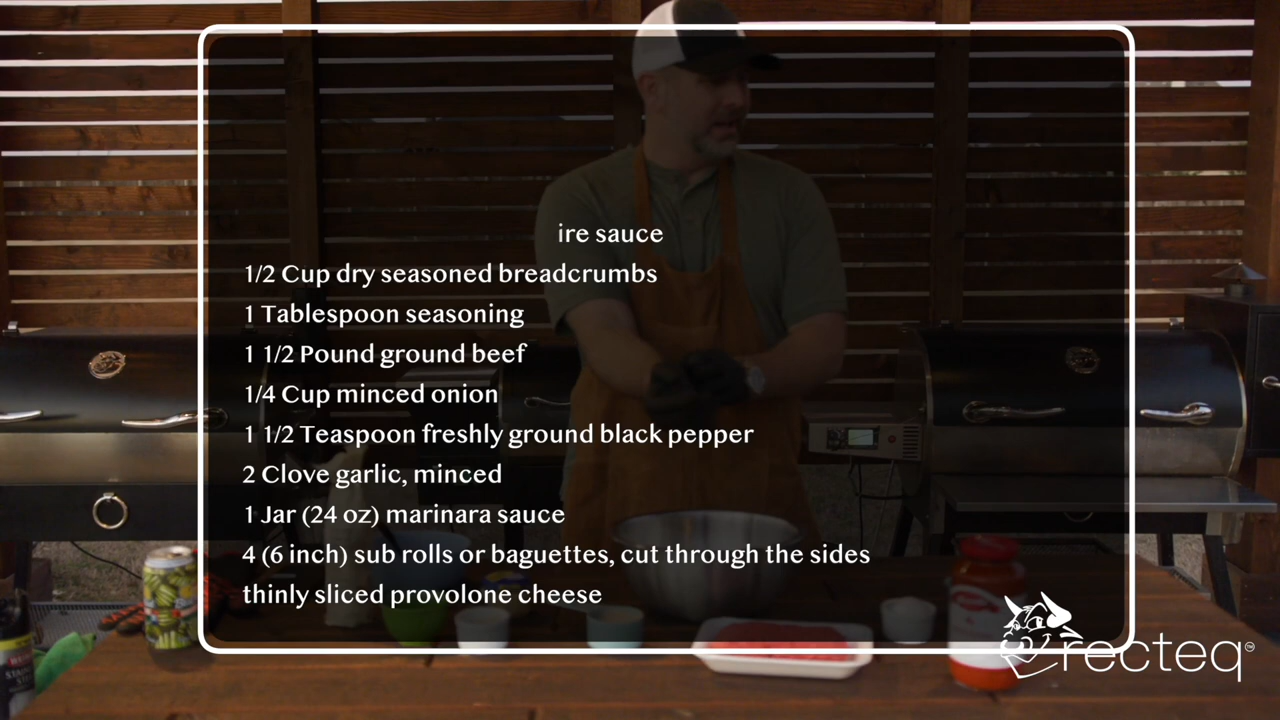 ire sauce
1/2 Cup dry seasoned breadcrumbs
1 Tablespoon seasoning
1 1/2 Pound ground beef
1/4 Cup minced onion
1 1/2 Teaspoon freshly ground black pepper
2 Clove garlic, minced
1 Jar (24 oz) marinara sauce
4 (6 inch) sub rolls or baguettes, cut through the sides
thinly sliced provolone cheese
recteq™